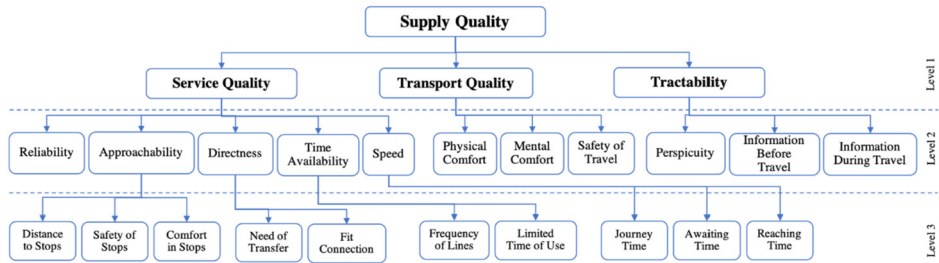 Supply Quality
Service Quality
Transport Quality
Tractability
Level 1
Reliability
Approachability
Directness
Time
Availability
Speed
Physical
Comfort
Mental
Comfort
Safety of
Travel
Perspicuity
Information
Before
Travel
Information
During Travel
Level 2
Distance
to Stops
Safety of
Stops
Comfort
in Stops
Need of
Transfer
Fit
Connection
Frequency
of Lines
Limited
Time of Use
Journey
Time
Awaiting
Time
Reaching
Time
Level 3